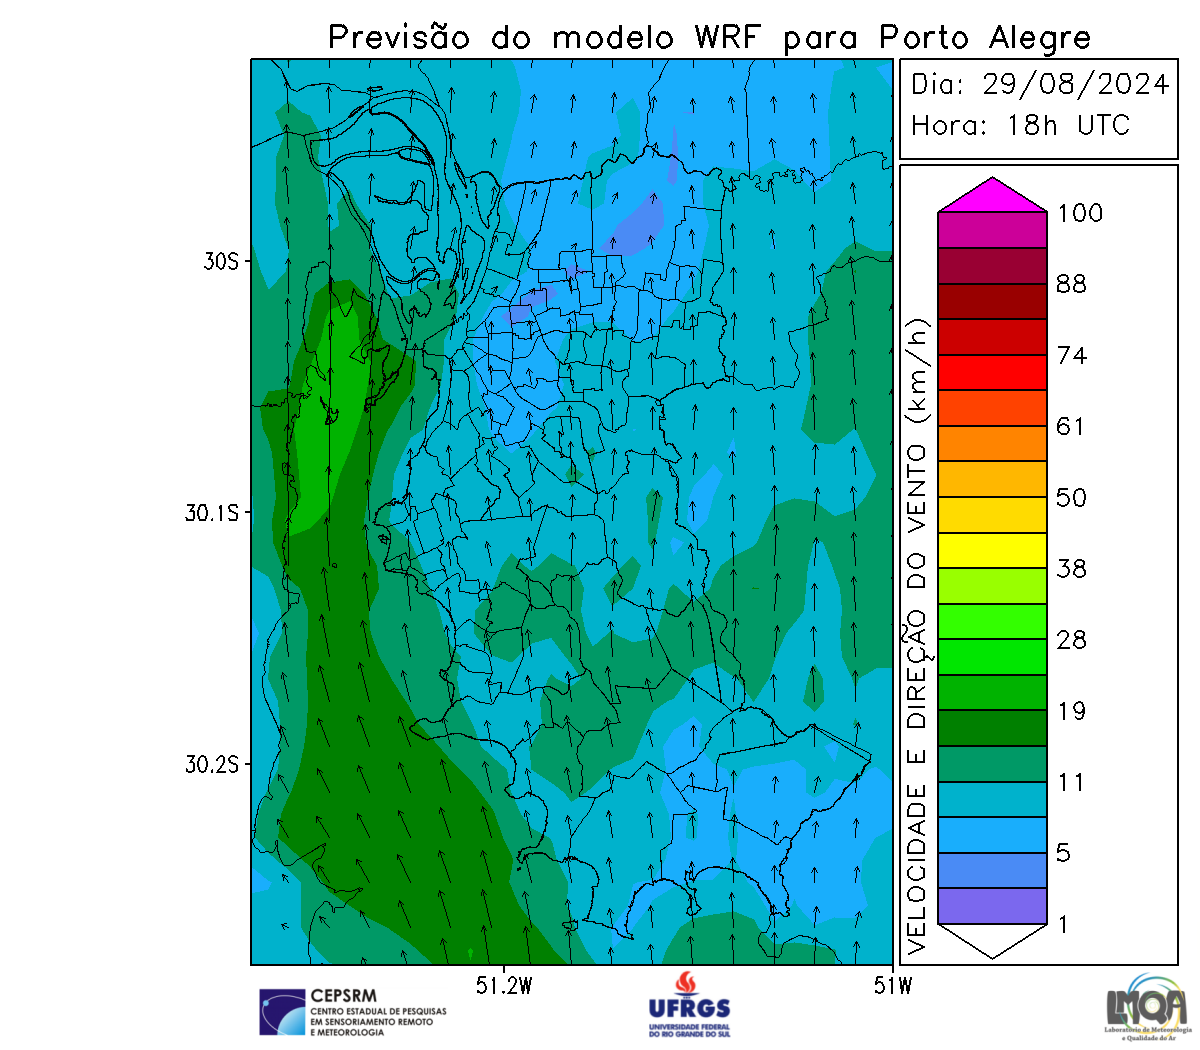 Previsão do modelo WRF para Porto Alegre
Dia: 29/08/2024
Hora: 18h UTC
30S
30.1S
30.2S
51.2W
51W
VELOCIDADE E DIREÇÃO DO VENTO (km/h)
100
88
74
61
50
38
28
19
11
5
1
CEPSRM
CENTRO ESTADUAL DE PESQUISAS
EM SENSORIAMENTO REMOTO
E METEOROLOGIA
UFRGS
UNIVERSIDADE FEDERAL
DO RIO GRANDE DO SUL
LMQA
Laboratório de Meteorologia
e Qualidade do Ar